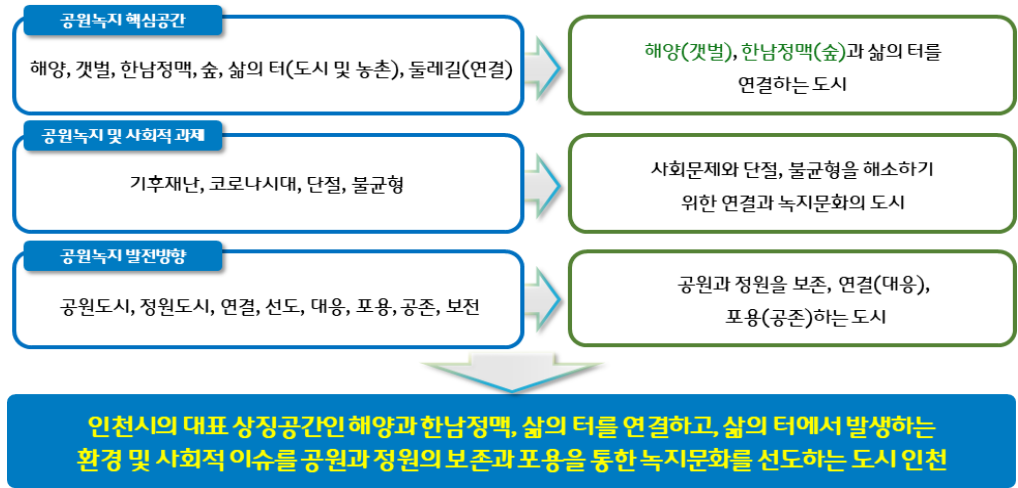 공원녹지 핵심공간
해양, 갯벌, 한남정맥, 숲, 삶의 터(도시 및 농촌), 둘레길(연결)
해양(갯벌), 한남정맥(숲)과 삶의 터를
연결하는 도시
공원녹지 및 사회적 과제
기후재난, 코로나시대, 단절, 불균형
사회문제와 단절, 불균형을 해소하기
위한 연결과 녹지문화의 도시
공원녹지 발전방향
공원도시, 정원도시, 연결, 선도, 대응, 포용, 공존, 보전
공원과 정원을 보존, 연결(대응),
포용(공존)하는 도시
인천시의 대표 상징공간인 해양과 한남정맥, 삶의 터를 연결하고, 삶의 터에서 발생하는
환경 및 사회적 이슈를 공원과 정원의 보존과 포용을 통한 녹지문화를 선도하는 도시 인천